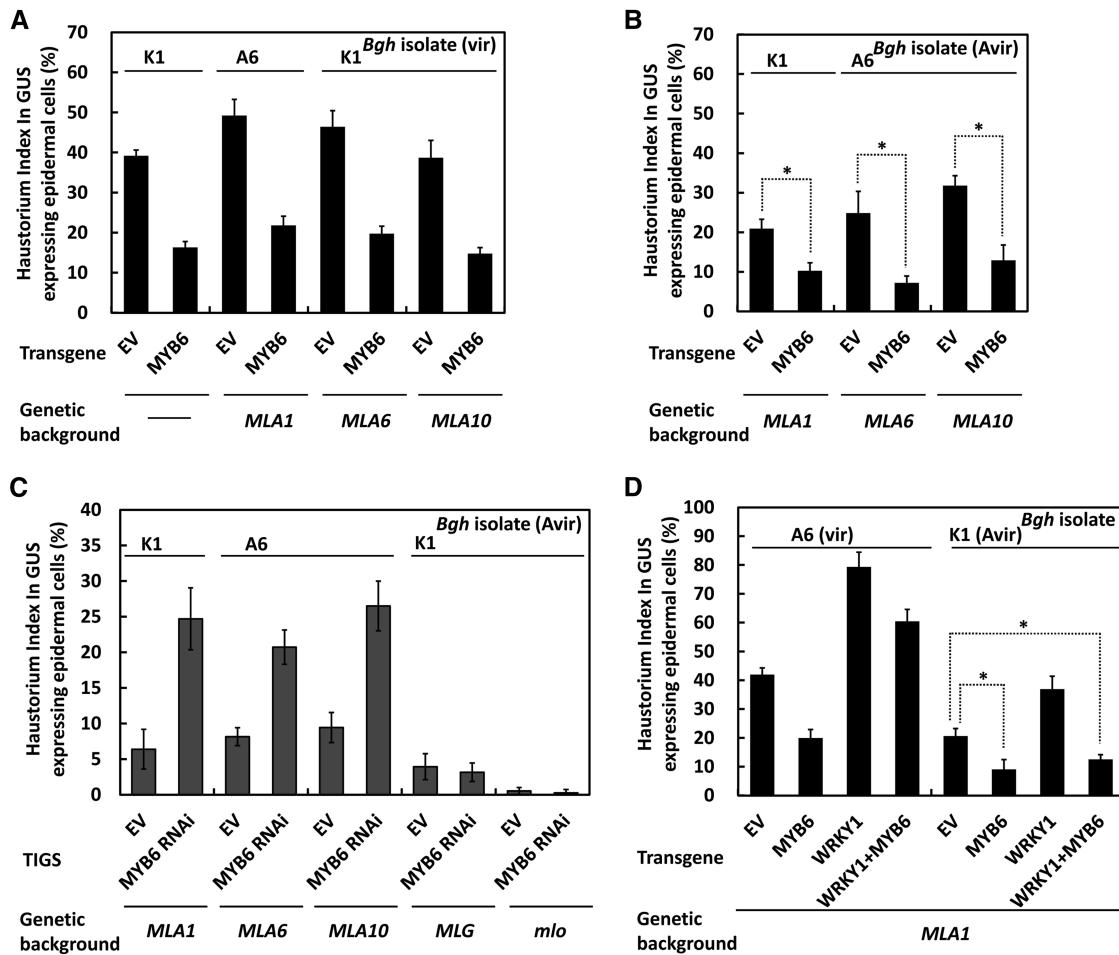 A
Haustorium Index In GUS
expressing epidermal cells (%)
70
60
50
40
30
20
10
0
Bgh isolate (vir)
K1
A6
K1
Transgene
EV
MYB6
EV
MYB6
EV
MYB6
EV
MYB6
Genetic
background
MLA1
MLA6
MLA10
B
Haustorium Index In GUS
expressing epidermal cells (%)
70
60
50
40
30
20
10
0
Bgh isolate (Avir)
K1
A6
*
*
*
Transgene
EV
MYB6
EV
MYB6
EV
MYB6
Genetic
background
MLA1
MLA6
MLA10
C
Haustorium Index In GUS
expressing epidermal cells (%)
40
35
30
25
20
15
10
5
0
Bgh isolate (Avir)
K1
A6
K1
TIGS
EV
MYB6 RNAi
EV
MYB6 RNAi
EV
MYB6 RNAi
EV
MYB6 RNAi
EV
MYB6 RNAi
Genetic
background
MLA1
MLA6
MLA10
MLG
mlo
D
Haustorium Index In GUS
expressing epidermal cells (%)
100
90
80
70
60
50
40
30
20
10
0
Bgh isolate
A6 (vir)
K1 (Avir)
*
*
Transgene
EV
MYB6
WRKY1
WRKY1+MYB6
EV
MYB6
WRKY1
WRKY1+MYB6
Genetic
background
MLA1